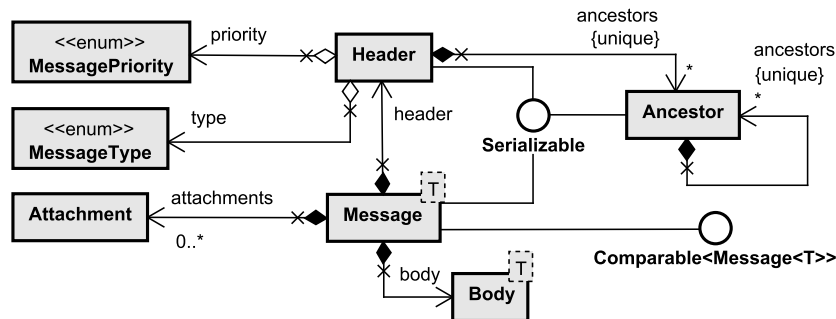 <<enum>>
MessagePriority
priority
Header
ancestors
{unique}
*
ancestors
{unique}
*
<<enum>>
MessageType
type
header
Serializable
Ancestor
Attachment
attachments
0..*
Message
T
Comparable<Message<T>>
body
Body
T